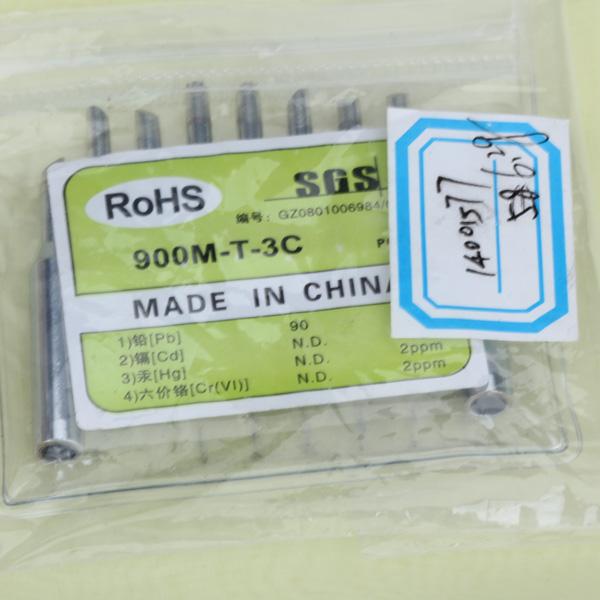 RoHS
SGS
编号: GZ0801006984/
900M-T-3C
MADE IN CHINA
1)铅[Pb] 90
2)镉[Cd] N.D. 2ppm
3)汞[Hg] N.D. 2ppm
4)六价铬[Cr(VI)] N.D.
14001577